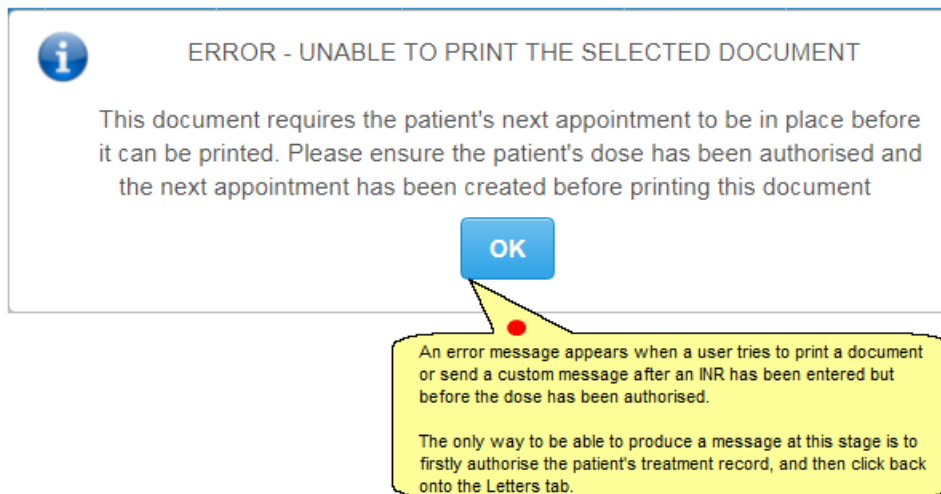 ERROR - UNABLE TO PRINT THE SELECTED DOCUMENT
This document requires the patient's next appointment to be in place before
it can be printed. Please ensure the patient's dose has been authorised and
the next appointment has been created before printing this document
OK
An error message appears when a user tries to print a document
or send a custom message after an INR has been entered but
before the dose has been authorised.
The only way to be able to produce a message at this stage is to
firstly authorise the patient's treatment record, and then click back
onto the Letters tab.